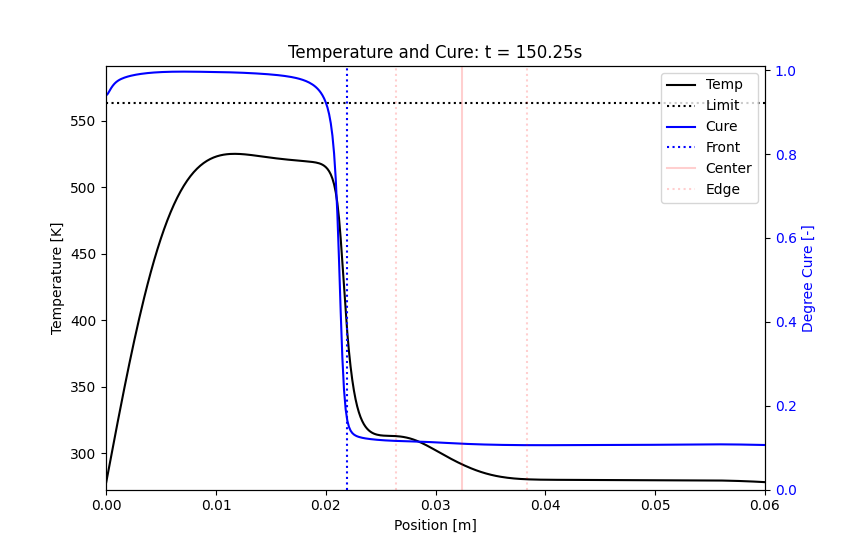 Temperature and Cure: t = 150.25s
Temperature [K]
550
500
450
400
350
300
Temp
Limit
Cure
Front
Center
Edge
1.0
0.8
0.6
0.4
0.2
0.0
Degree Cure [-]
0.00 0.01 0.02 0.03 0.04 0.05 0.06
Position [m]